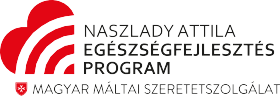 NASZLADY ATTILA
EGÉSZSÉGFEJLESZTÉS
PROGRAM
MAGYAR MÁLTAI SZERETETSZOLGÁLAT